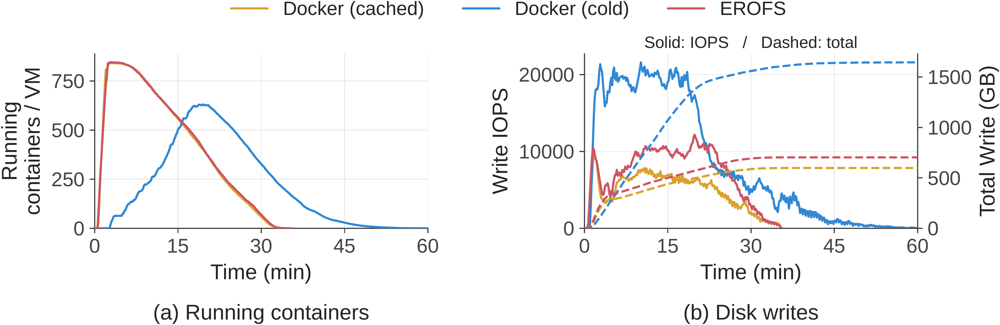 Docker (cached) Docker (cold) EROFS
Solid: IOPS / Dashed: total
Running
containers / VM
750
500
250
0
0 15 30 45 60
Time (min)
(a) Running containers
Write IOPS
20000
10000
0
0 15 30 45 60
Time (min)
1500
1000
500
0
Total Write (GB)
(b) Disk writes